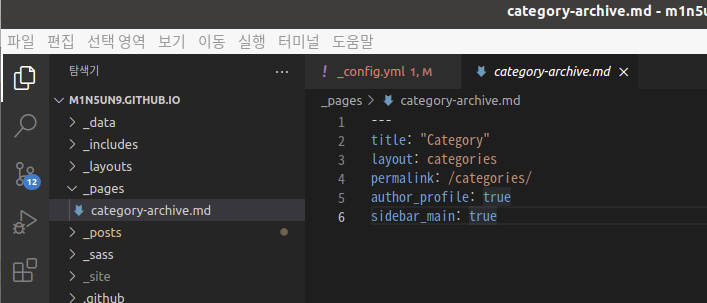 category-archive.md - m1n5
파일 편집 선택 영역 보기 이동 실행 터미널 도움말
탐색기 ...
M1N5UN9.GITHUB.IO
_data
_includes
_layouts
_pages
category-archive.md
_posts
_sass
_site
.github
12
_config.yml 1, M
category-archive.md ×
_pages > category-archive.md
1 ---
2 title: "Category"
3 layout: categories
4 permalink: /categories/
5 author_profile: true
6 sidebar_main: true